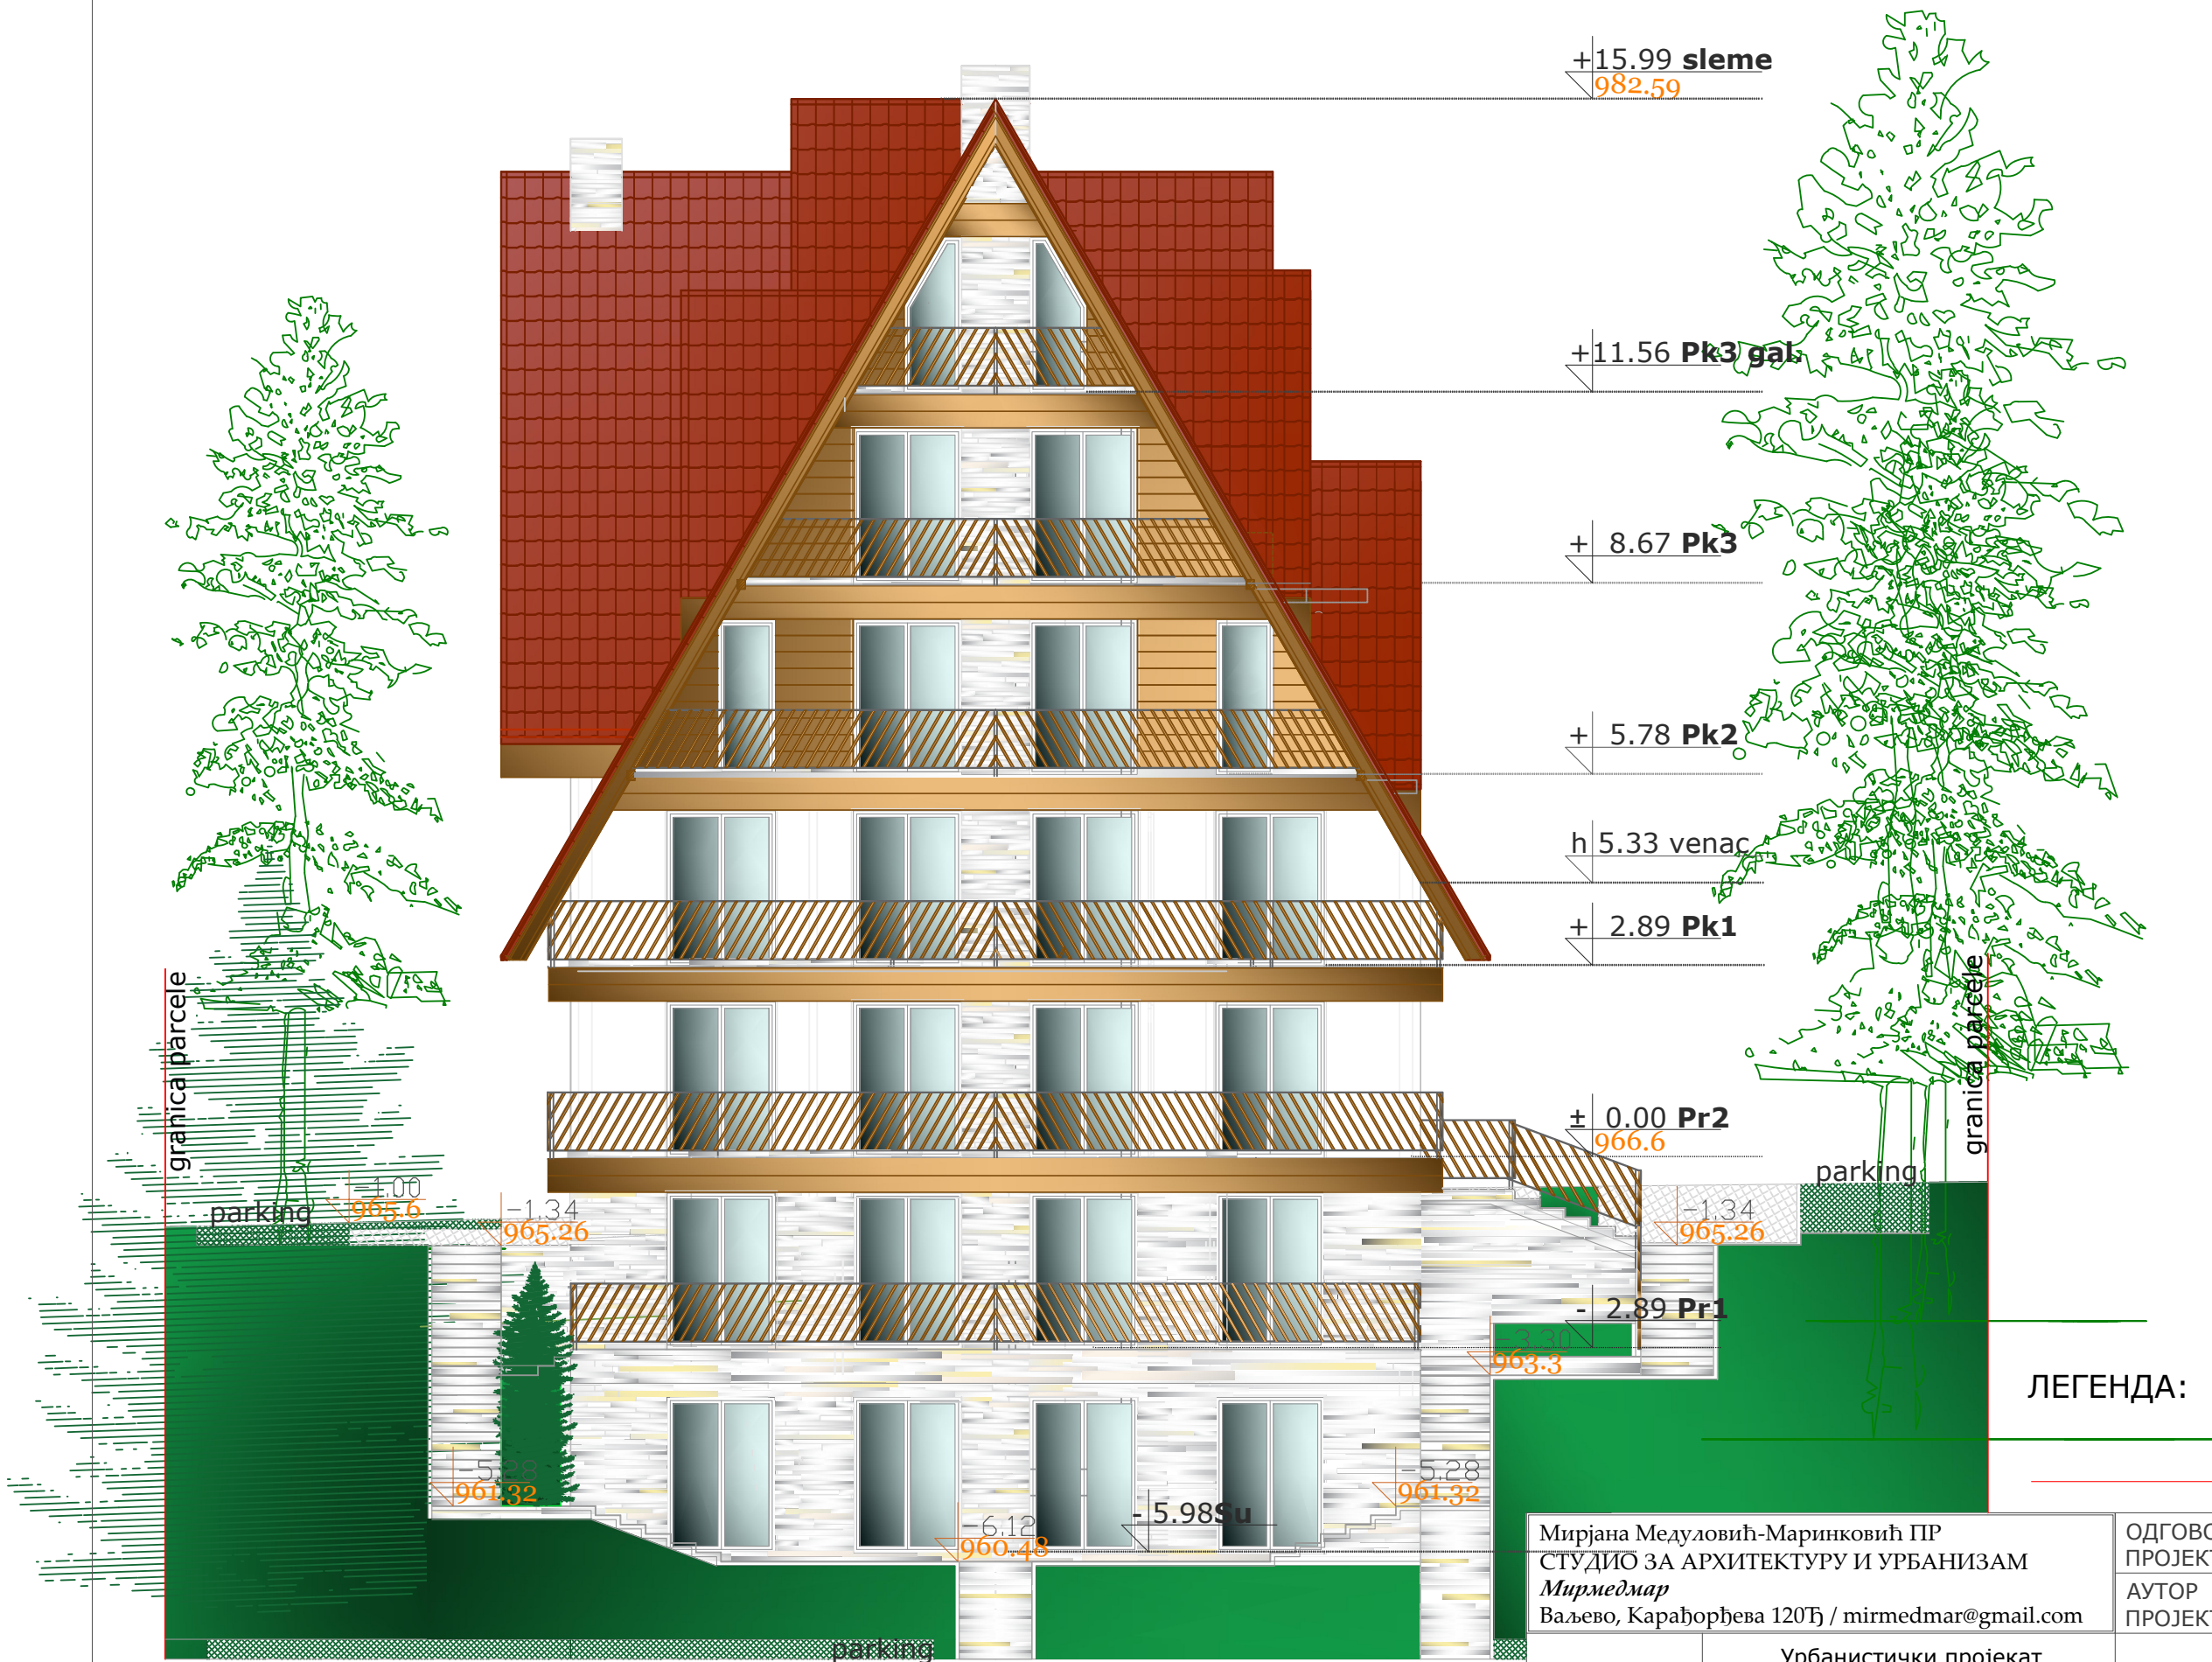 +15.99 sleme
982.59
+11.56 Pk3 gal.
+ 8.67 Pk3
+ 5.78 Pk2
h 5.33 venac
+ 2.89 Pk1
± 0.00 Pr2
966.6
granica parcele
granica parcele
parking
-1.00
965.6
-1.34
965.26
parking
-1.34
965.26
- 2.89 Pr1
-3.30
963.3
ЛЕГЕНДА:
-5.28
961.32
-5.28
961.32
-6.12
960.48
- 5.98Su
parking
Мирјана Медуловић-Маринковић ПР
СТУДИО ЗА АРХИТЕКТУРУ И УРБАНИЗАМ
Мирмедмар
Ваљево, Карађорђева 120Ђ / mirmedmar@gmail.com
ОДГОВО
ПРОЈЕКТ
АУТОР
ПРОЈЕКТ
Урбанистички пројекат